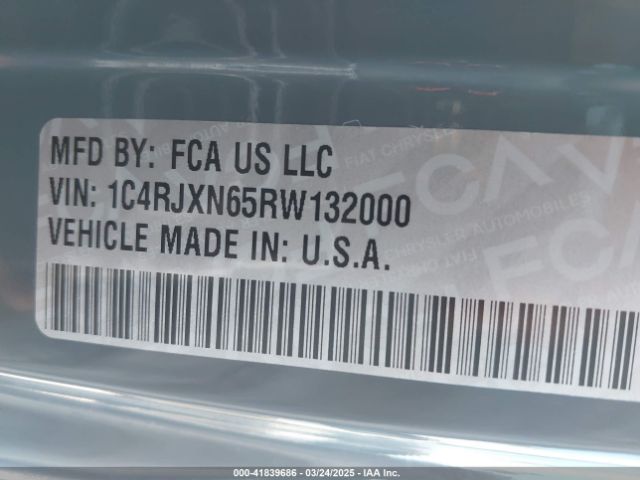 MFD BY: FCA US LLC
VIN: 1C4RJXN65RW132000
VEHICLE MADE IN: U.S.A.
000-41839686 - 03/24/2025 - IAA Inc.